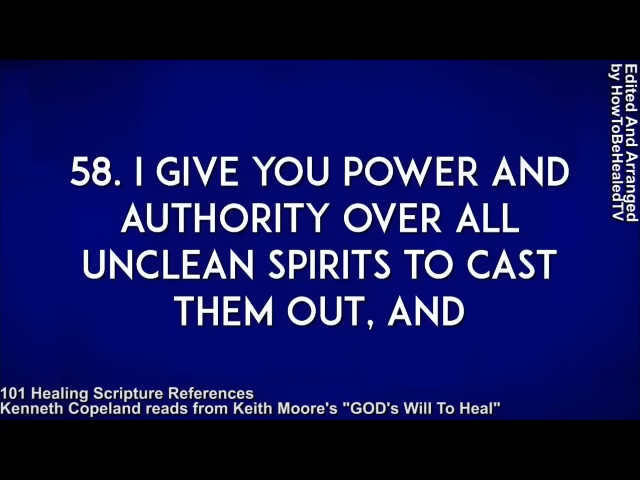 58. I GIVE YOU POWER AND
AUTHORITY OVER ALL
UNCLEAN SPIRITS TO CAST
THEM OUT, AND
Edited And Arranged
by HowToBeHealedTV
101 Healing Scripture References
Kenneth Copeland reads from Keith Moore's "GOD's Will To Heal"